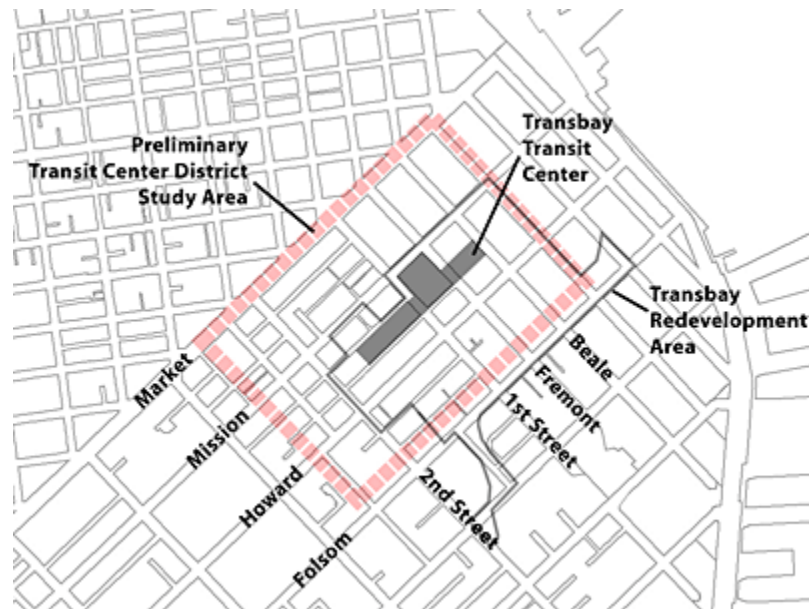 Preliminary
Transit Center District
Study Area
Transbay
Transit
Center
Transbay
Redevelopment
Area
Market
Mission
Howard
Folsom
Beale
Fremont
1st Street
2nd Street